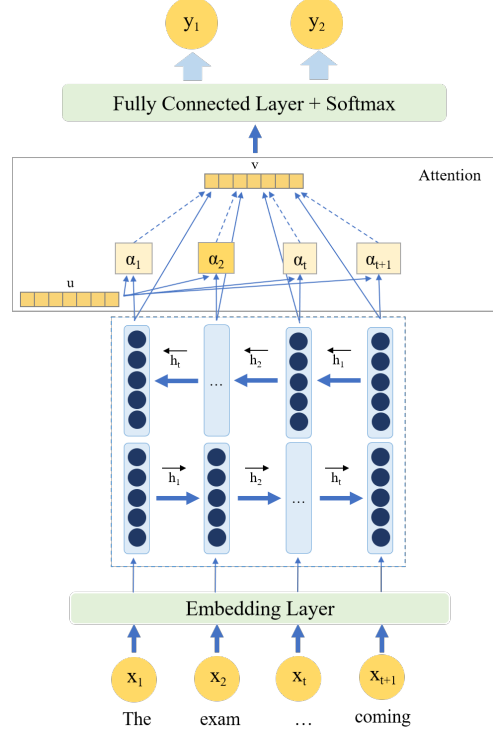 y1 y2
Fully Connected Layer + Softmax
v
Attention
α1 α2 αt αt+1
u
ht h2 h1
...
h1 h2 ht
...
Embedding Layer
x1 x2 xt xt+1
The exam ... coming